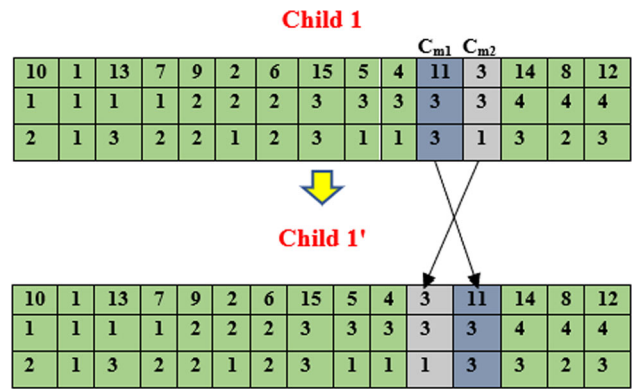 Child 1
Cm1 Cm2
10 1 13 7 9 2 6 15 5 4 11 3 14 8 12
1 1 1 1 2 2 2 3 3 3 3 3 4 4 4
2 1 3 2 2 1 2 3 1 1 3 1 3 2 3
Child 1'
10 1 13 7 9 2 6 15 5 4 3 11 14 8 12
1 1 1 1 2 2 2 3 3 3 3 3 4 4 4
2 1 3 2 2 1 2 3 1 1 1 3 3 2 3